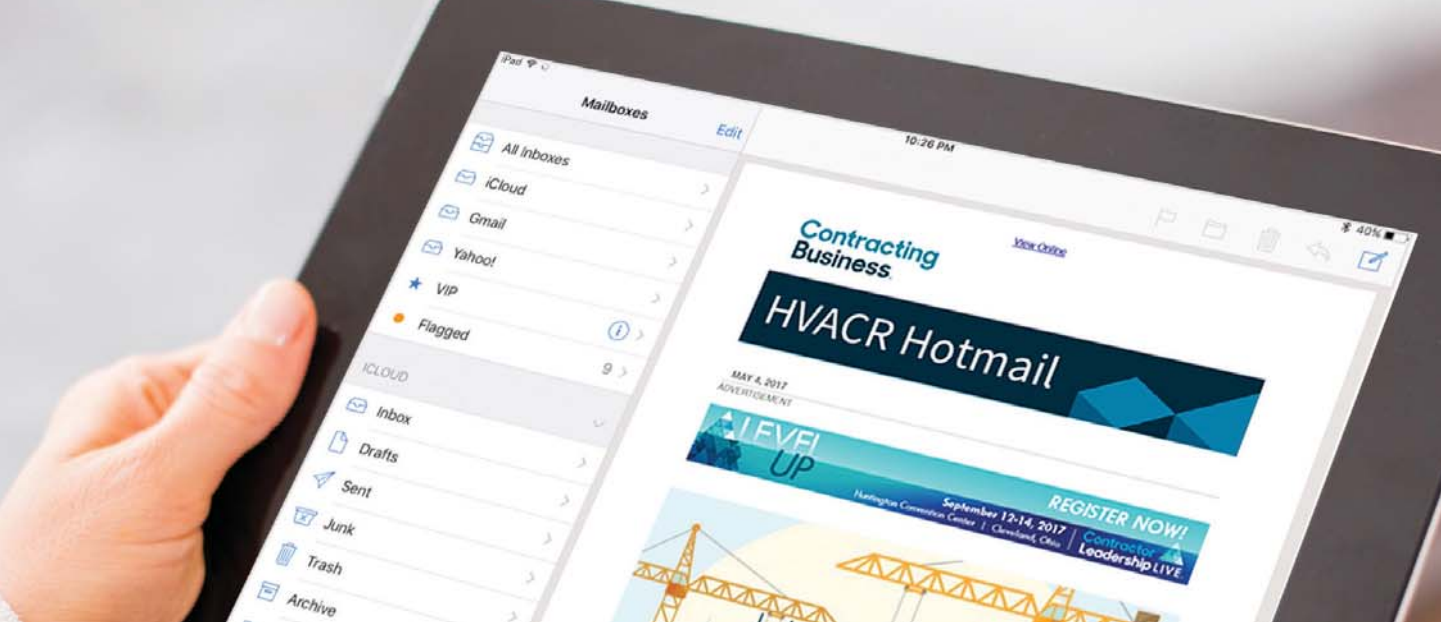 iPad
10:26 PM
40%
Mailboxes
Edit
All Inboxes
iCloud
Gmail
Yahoo!
VIP
Flagged
9
ICLOUD
Inbox
Drafts
Sent
Junk
Trash
Archive
View Online
Contracting
Business
HVACR Hotmail
MAY 4, 2017
ADVERTISEMENT
LEVEL
UP
REGISTER NOW!
September 12-14, 2017
Huntington Convention Center | Cleveland, Ohio
Contractor
Leadership LIVE